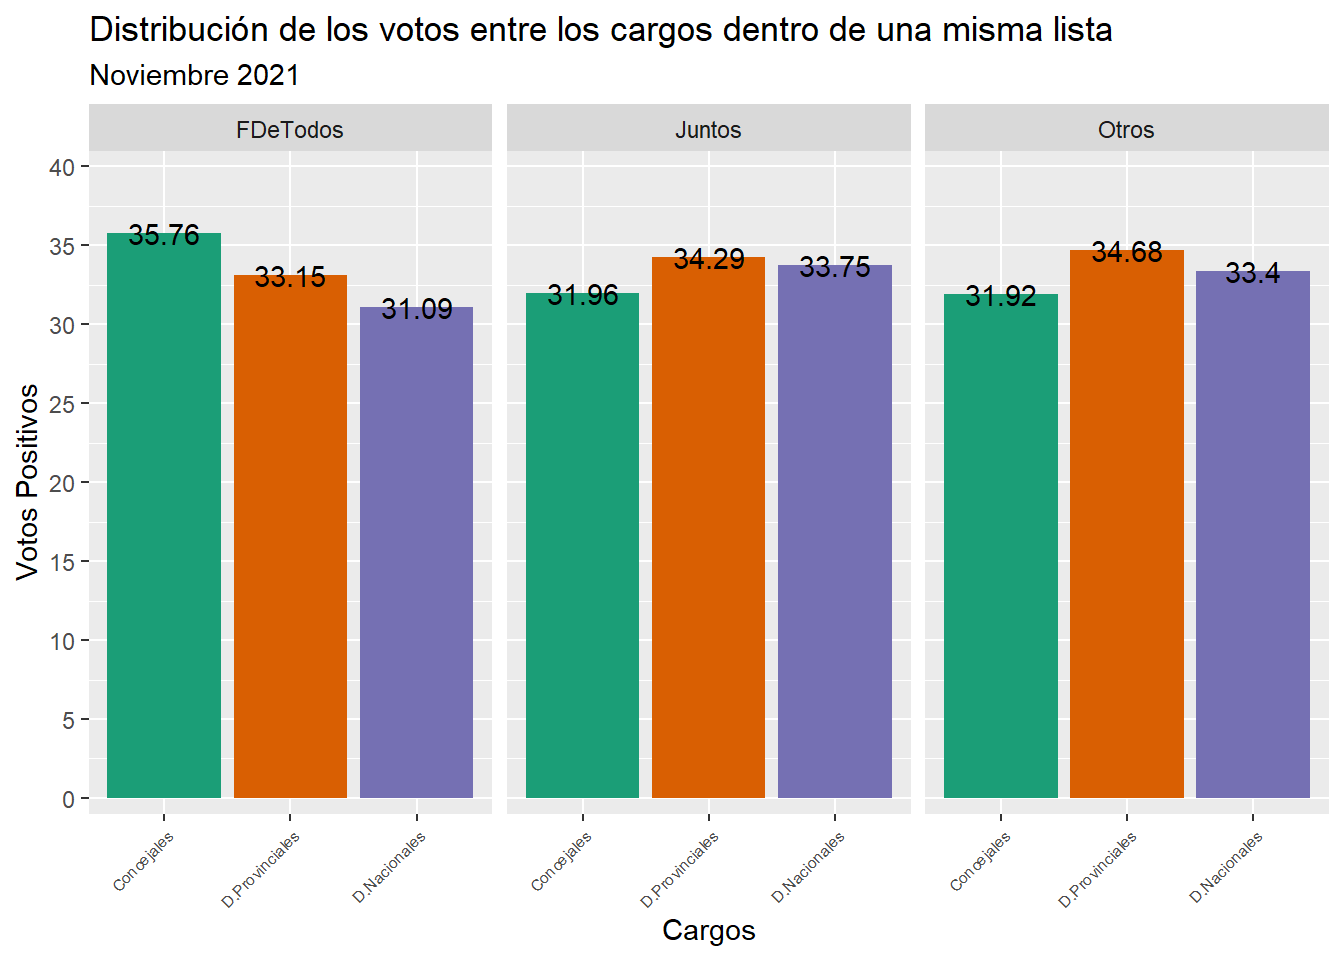 Distribución de los votos entre los cargos dentro de una misma lista
Noviembre 2021
FDeTodos
Juntos
Otros
Votos Positivos
40
35
30
25
20
15
10
5
0
35.76
33.15
31.09
31.96
34.29
33.75
31.92
34.68
33.4
Concejales
D.Provinciales
D.Nacionales
Concejales
D.Provinciales
D.Nacionales
Concejales
D.Provinciales
D.Nacionales
Cargos